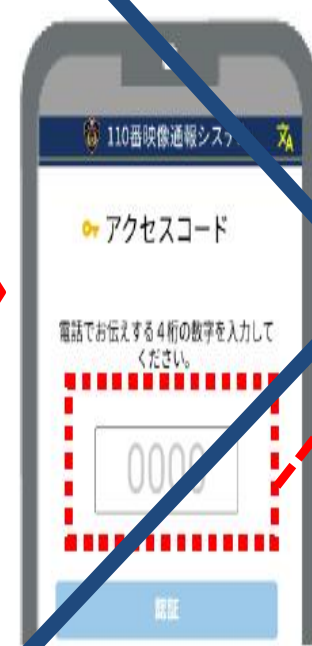 110番映像通報システ
アクセスコード
電話でお伝えする4桁の数字を入力して
ください。
0000
認証